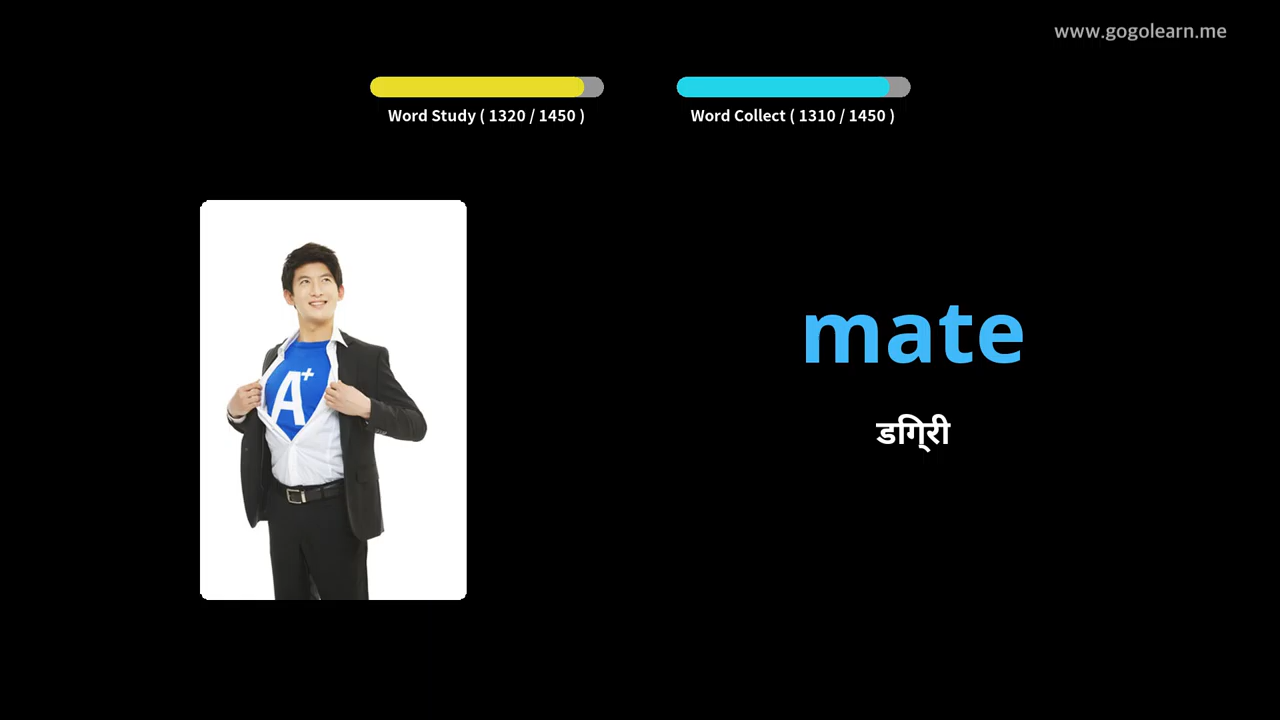 www.gogolearn.me
Word Study ( 1320 / 1450 )
Word Collect ( 1310 / 1450 )
A+
mate
डिग्री